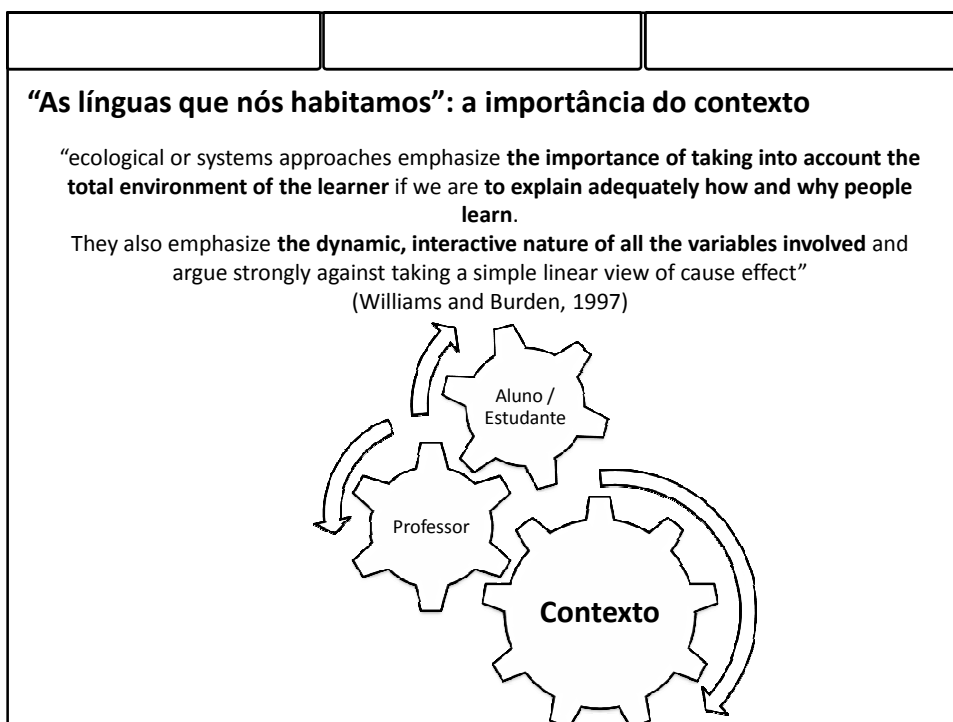 “As línguas que nós habitamos”: a importância do contexto
“ecological or systems approaches emphasize the importance of taking into account the
total environment of the learner if we are to explain adequately how and why people
learn.
They also emphasize the dynamic, interactive nature of all the variables involved and
argue strongly against taking a simple linear view of cause effect”
(Williams and Burden, 1997)
Aluno /
Estudante
Professor
Contexto